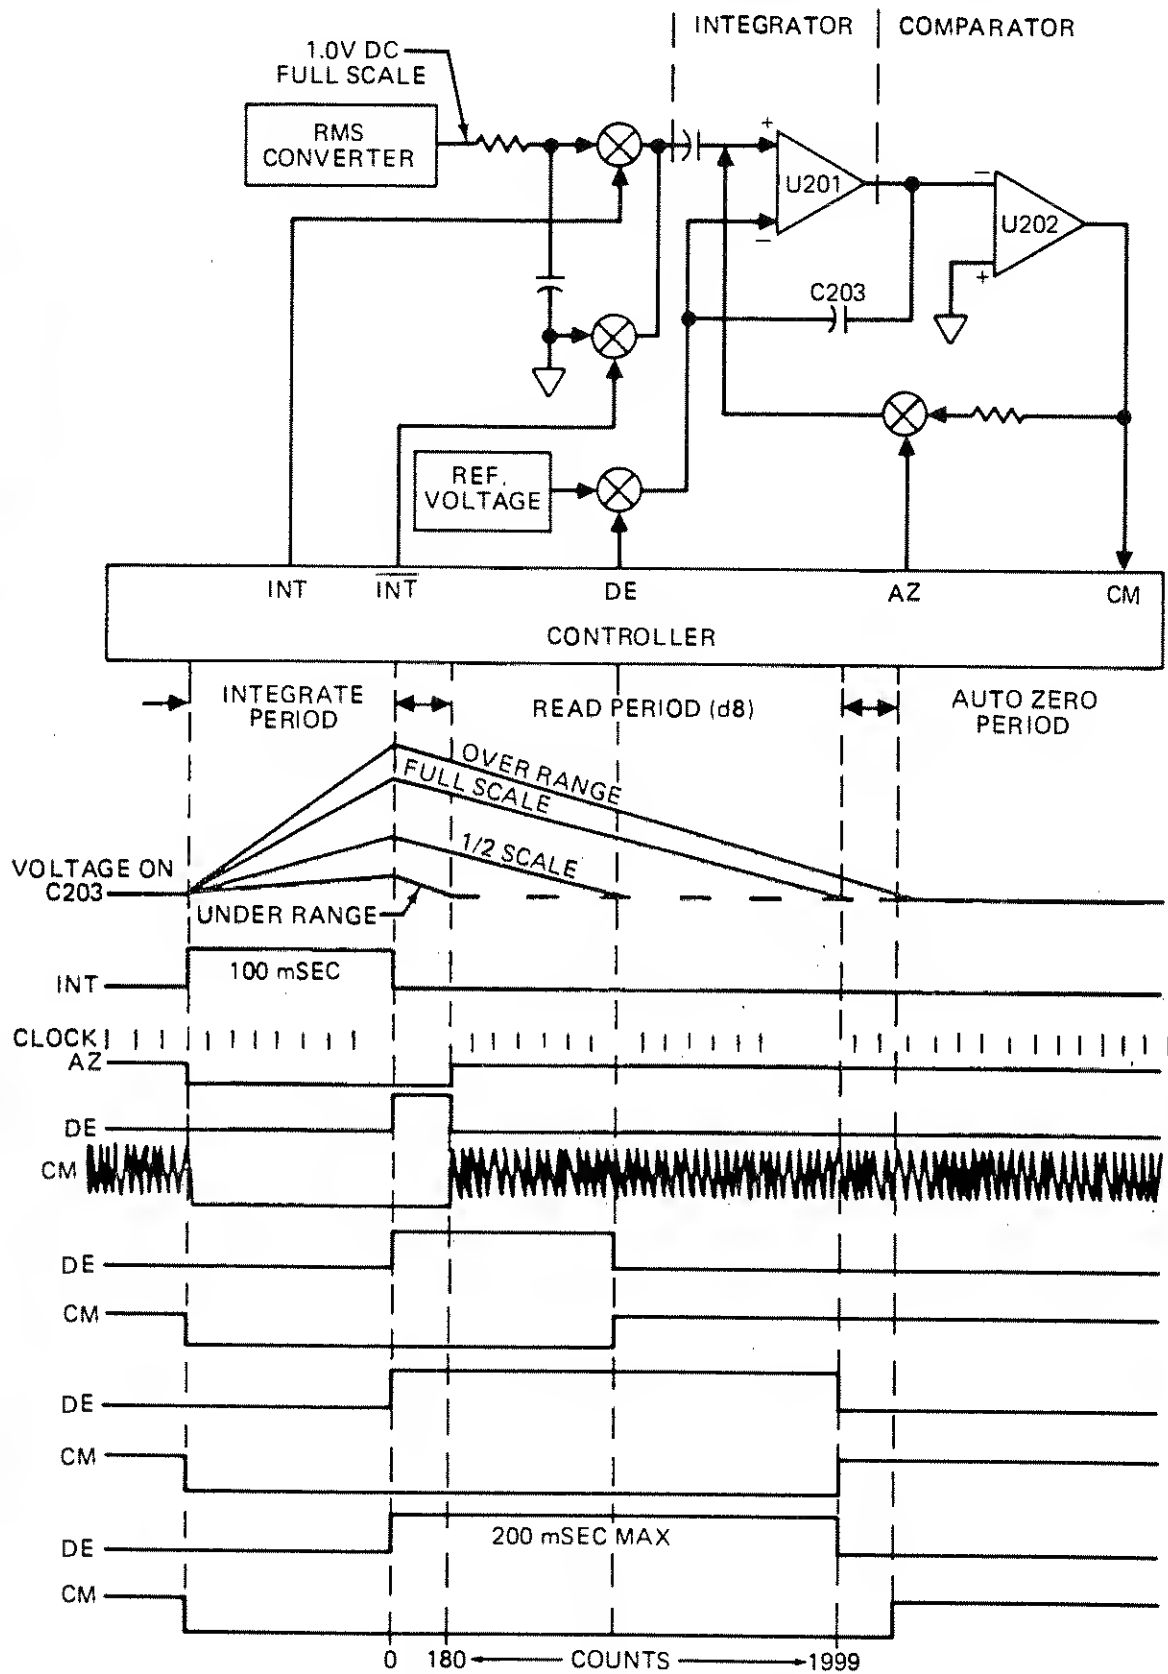 INTEGRATOR COMPARATOR
1.0V DC
FULL SCALE
RMS
CONVERTER
+
U201
−
−
U202
+
C203
REF.
VOLTAGE
INT INT DE AZ CM
CONTROLLER
INTEGRATE
PERIOD
READ PERIOD (d8)
AUTO ZERO
PERIOD
OVER RANGE
FULL SCALE
1/2 SCALE
VOLTAGE ON
C203
UNDER RANGE
100 mSEC
INT
CLOCK
AZ
DE
CM
DE
CM
DE
CM
200 mSEC MAX
DE
CM
0 180 COUNTS 1999